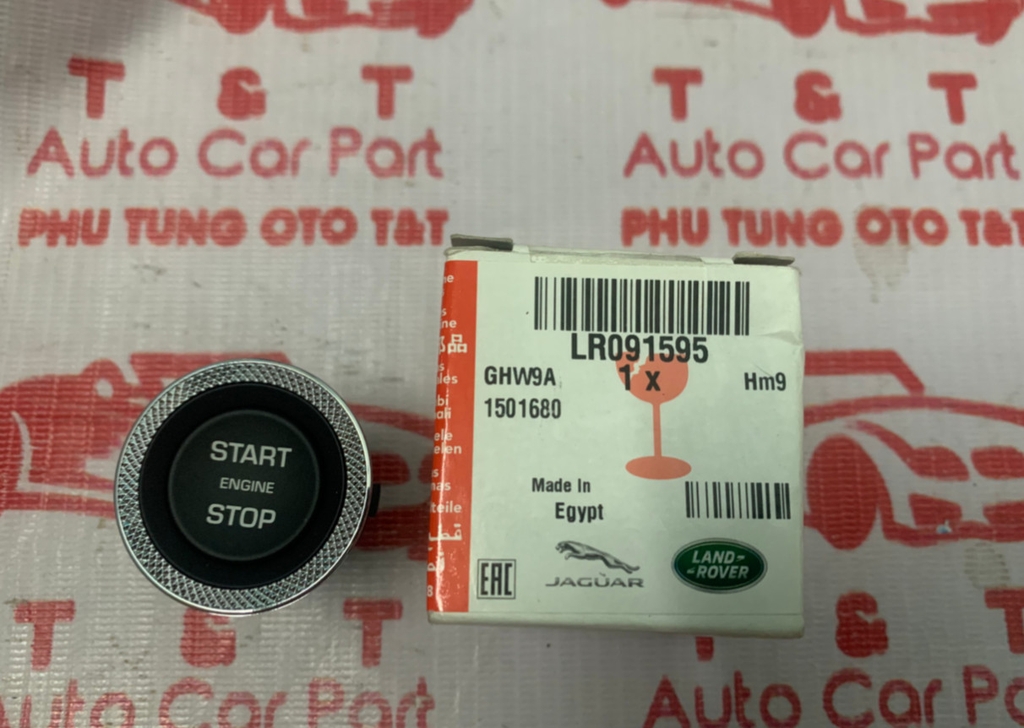 T & T
Auto Car Part
PHU TUNG OTO T&T
T & T
Auto Car Part
PHU TUNG OTO T&T
START
ENGINE
STOP
LR091595
GHW9A
1 x
Hm9
1501680
Made In
Egypt
EAC
JAGUAR
LAND-
-ROVER
T
T
Auto Car Part
Auto Car Part